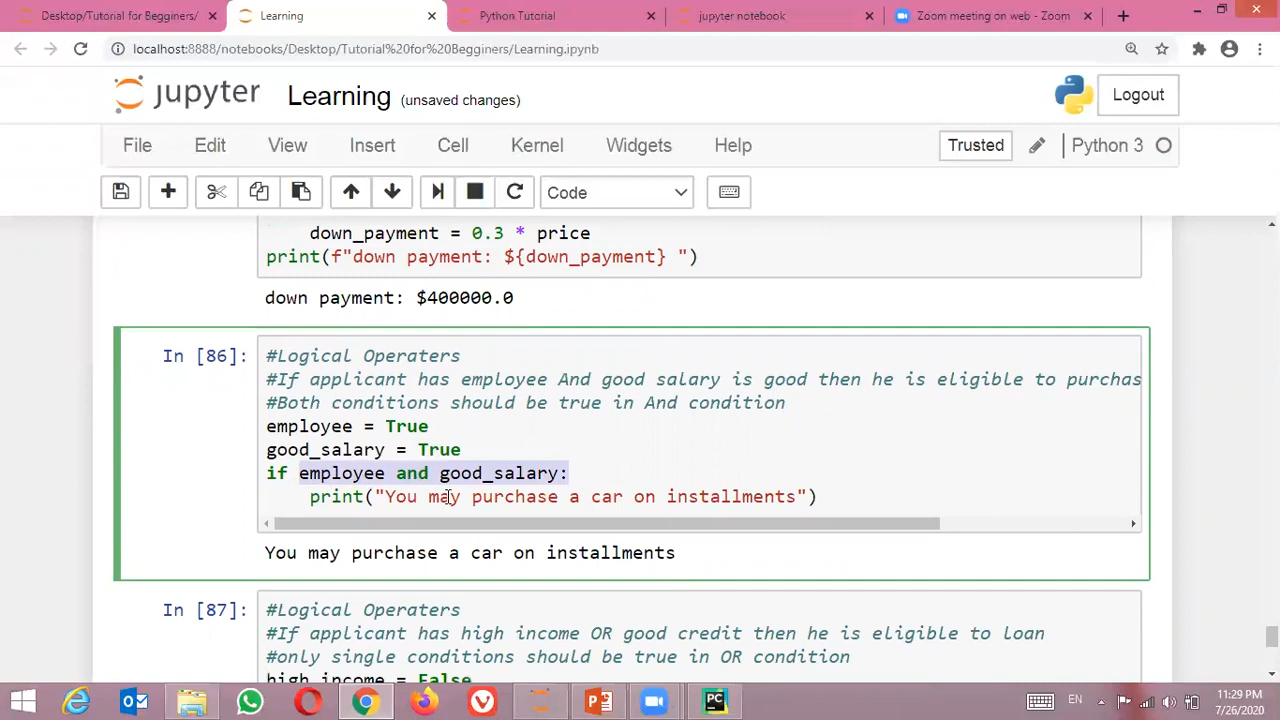 Desktop/Tutorial for Begginers/
Learning
Python Tutorial
jupyter notebook
Zoom meeting on web - Zoom
localhost:8888/notebooks/Desktop/Tutorial%20for%20Begginers/Learning.ipynb
jupyter Learning (unsaved changes)
Logout
File Edit View Insert Cell Kernel Widgets Help
Trusted
Python 3
Code
down_payment = 0.3 * price
print(f"down payment: ${down_payment} ")
down payment: $400000.0
In [86]:
#Logical Operaters
#If applicant has employee And good salary is good then he is eligible to purchas
#Both conditions should be true in And condition
employee = True
good_salary = True
if employee and good_salary:
print("You may purchase a car on installments")
You may purchase a car on installments
In [87]:
#Logical Operaters
#If applicant has high income OR good credit then he is eligible to loan
#only single conditions should be true in OR condition
high_income = False
EN
11:29 PM
7/26/2020